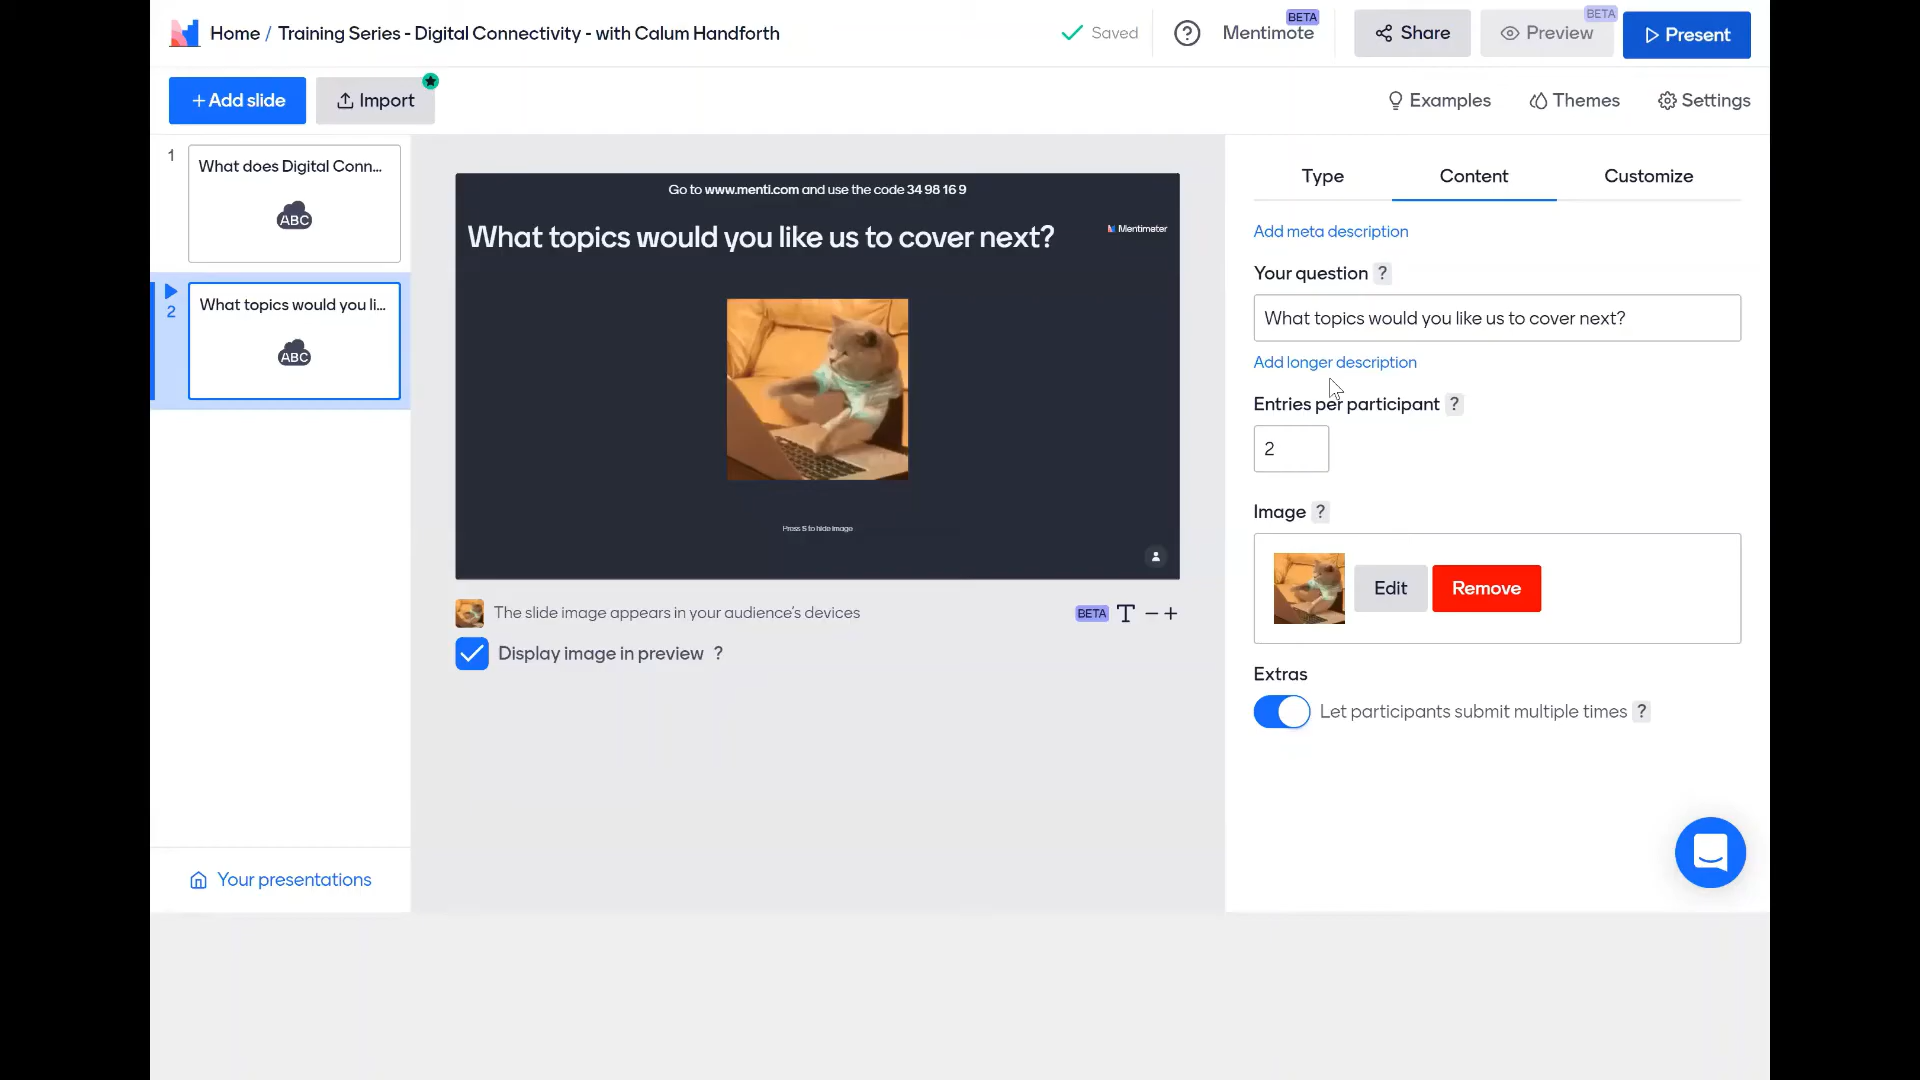 Home / Training Series - Digital Connectivity - with Calum Handforth
Saved
?
Mentimote
BETA
Share
Preview
BETA
Present
+ Add slide
Import
Examples
Themes
Settings
1
What does Digital Conn...
ABC
2
What topics would you li...
ABC
Your presentations
Go to www.menti.com and use the code 34 98 16 9
What topics would you like us to cover next?
Mentimeter
Press S to hide image
The slide image appears in your audience's devices
BETA T − +
Display image in preview ?
Type
Content
Customize
Add meta description
Your question ?
What topics would you like us to cover next?
Add longer description
Entries per participant ?
2
Image ?
Edit
Remove
Extras
Let participants submit multiple times ?